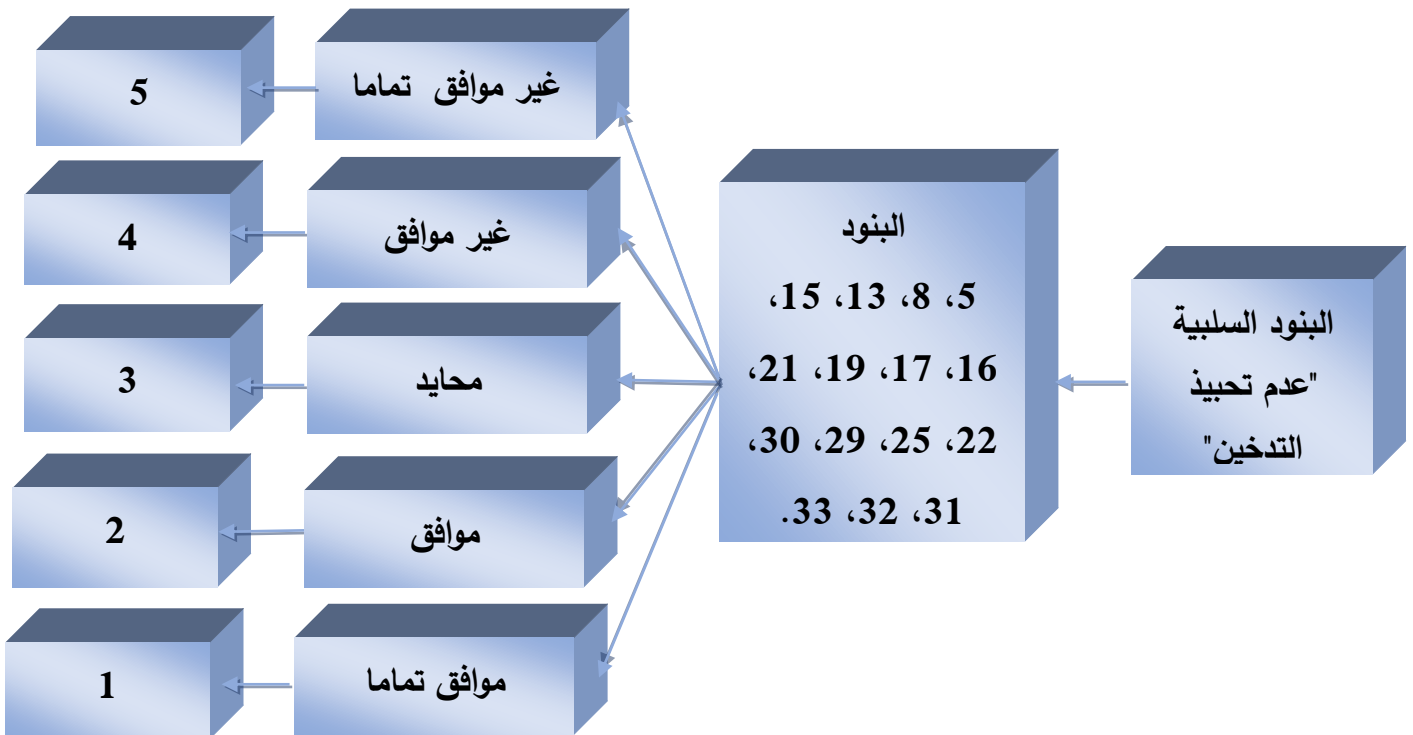 البنود السلبية
"عدم تحبيذ
التدخين"
البنود
5، 8، 13، 15،
16، 17، 19، 21،
22، 25، 29، 30،
31، 32، 33.
غير موافق تماما
5
غير موافق
4
محايد
3
موافق
2
موافق تماما
1